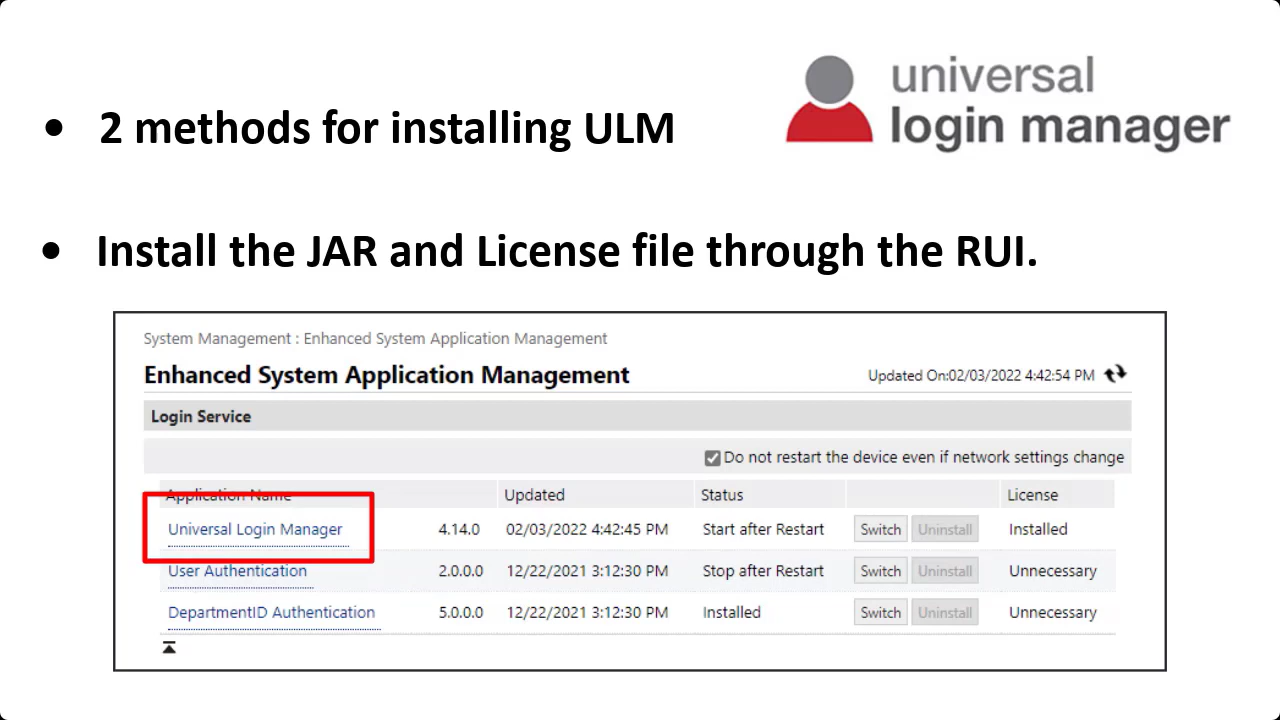 universal
login manager
• 2 methods for installing ULM
• Install the JAR and License file through the RUI.
System Management : Enhanced System Application Management
Enhanced System Application Management
Updated On:02/03/2022 4:42:54 PM
Login Service
Do not restart the device even if network settings change
Application Name Updated Status License
Universal Login Manager 4.14.0 02/03/2022 4:42:45 PM Start after Restart Switch Uninstall Installed
User Authentication 2.0.0.0 12/22/2021 3:12:30 PM Stop after Restart Switch Uninstall Unnecessary
DepartmentID Authentication 5.0.0.0 12/22/2021 3:12:30 PM Installed Switch Uninstall Unnecessary